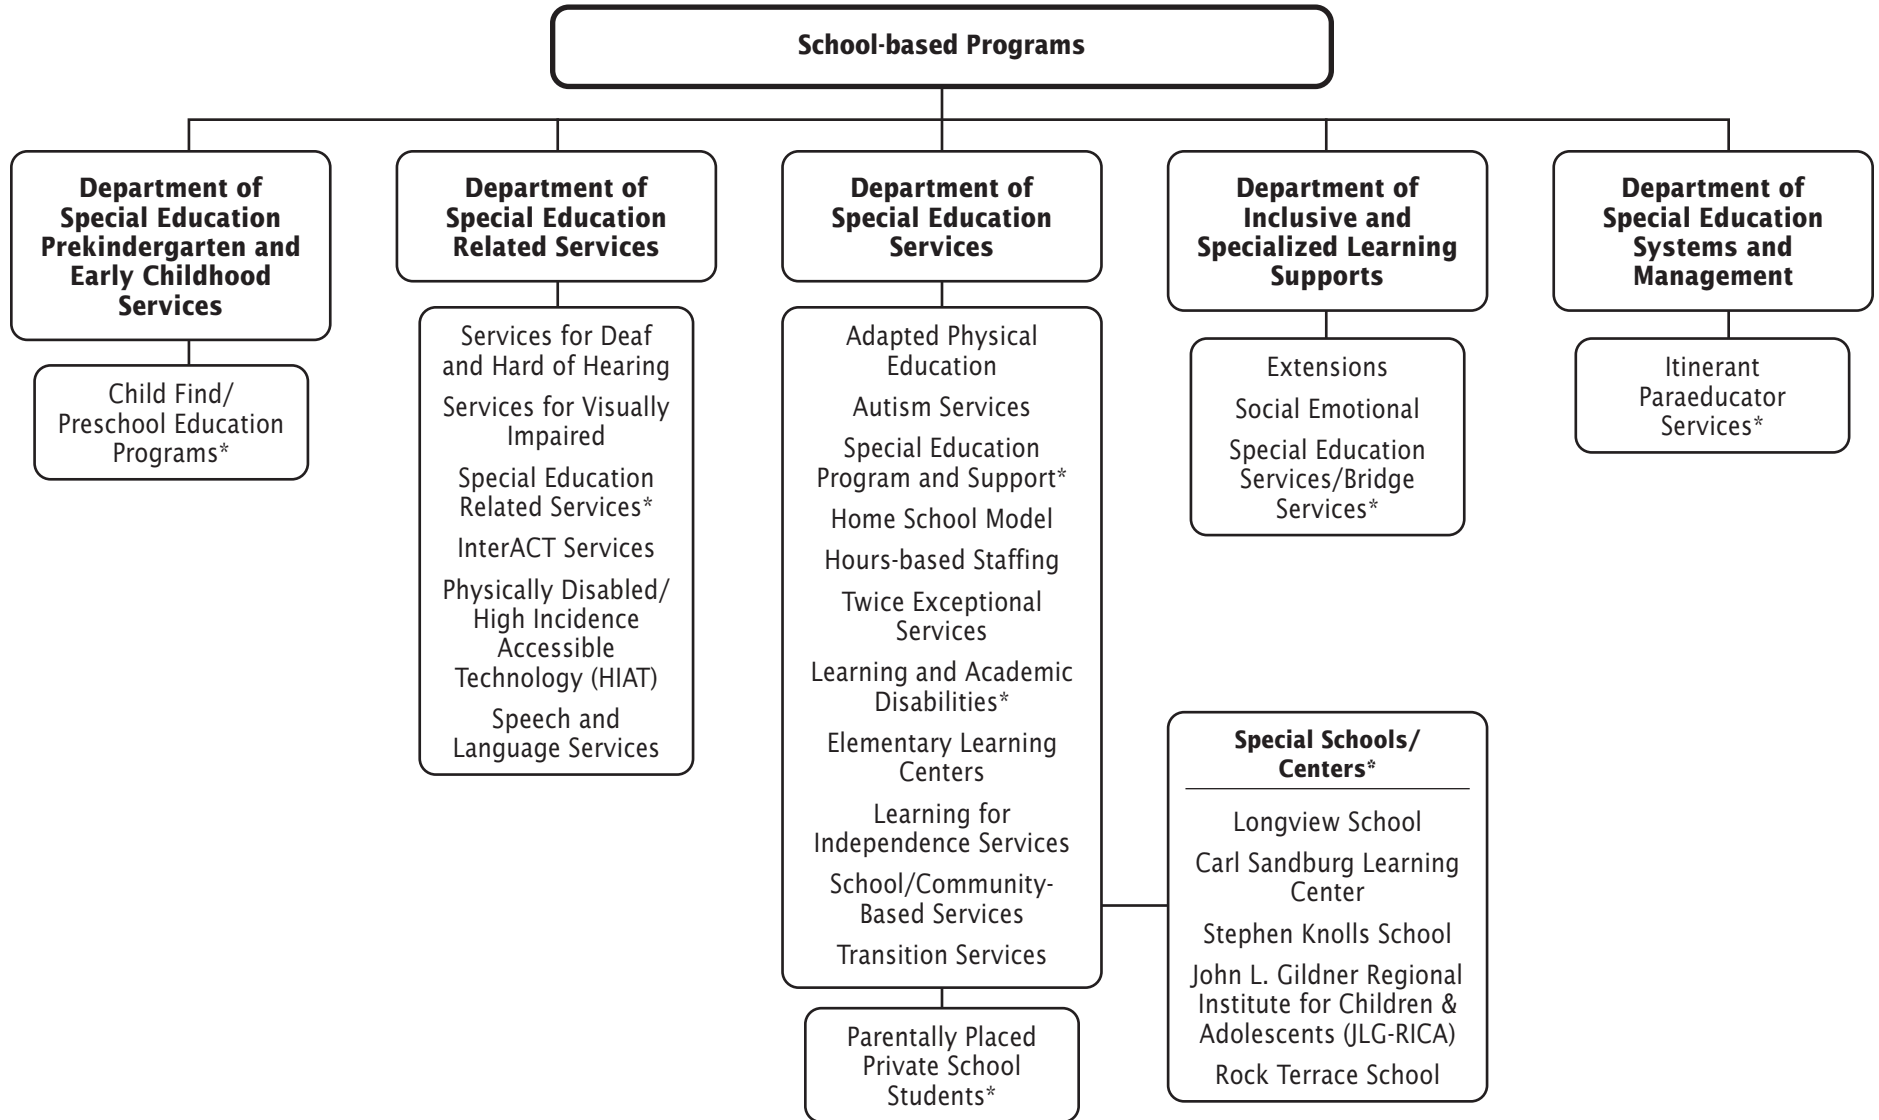 School-based Programs
Department of
Special Education
Prekindergarten and
Early Childhood
Services
Child Find/
Preschool Education
Programs*
Department of
Special Education
Related Services
Services for Deaf
and Hard of Hearing
Services for Visually
Impaired
Special Education
Related Services*
InterACT Services
Physically Disabled/
High Incidence
Accessible
Technology (HIAT)
Speech and
Language Services
Department of
Special Education
Services
Adapted Physical
Education
Autism Services
Special Education
Program and Support*
Home School Model
Hours-based Staffing
Twice Exceptional
Services
Learning and Academic
Disabilities*
Elementary Learning
Centers
Learning for
Independence Services
School/Community-
Based Services
Transition Services
Parentally Placed
Private School
Students*
Department of
Inclusive and
Specialized Learning
Supports
Extensions
Social Emotional
Special Education
Services/Bridge
Services*
Special Schools/
Centers*
Longview School
Carl Sandburg Learning
Center
Stephen Knolls School
John L. Gildner Regional
Institute for Children &
Adolescents (JLG-RICA)
Rock Terrace School
Department of
Special Education
Systems and
Management
Itinerant
Paraeducator
Services*